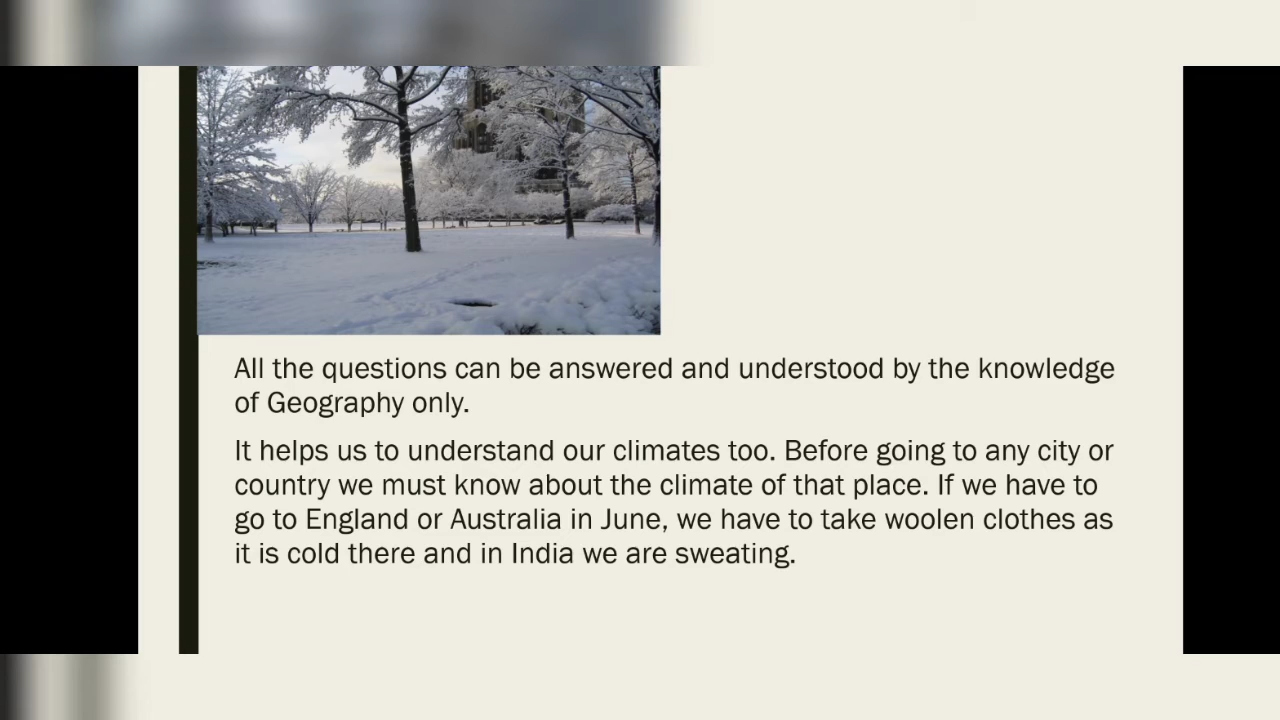 All the questions can be answered and understood by the knowledge
of Geography only.
It helps us to understand our climates too. Before going to any city or
country we must know about the climate of that place. If we have to
go to England or Australia in June, we have to take woolen clothes as
it is cold there and in India we are sweating.